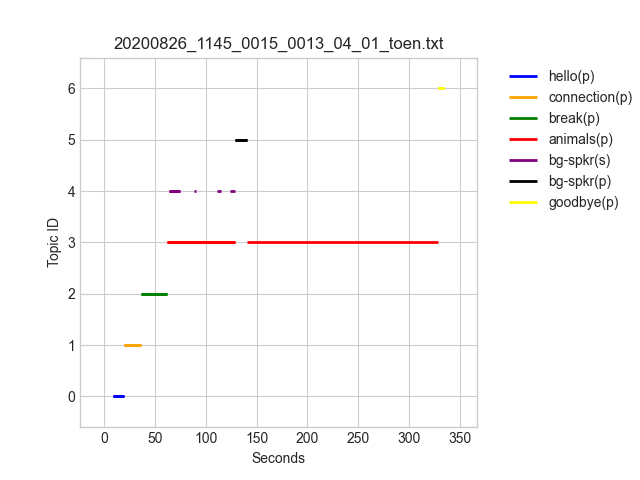 20200826_1145_0015_0013_04_01_toen.txt
hello(p)
connection(p)
break(p)
animals(p)
bg-spkr(s)
bg-spkr(p)
goodbye(p)
Topic ID
6
5
4
3
2
1
0
0 50 100 150 200 250 300 350
Seconds